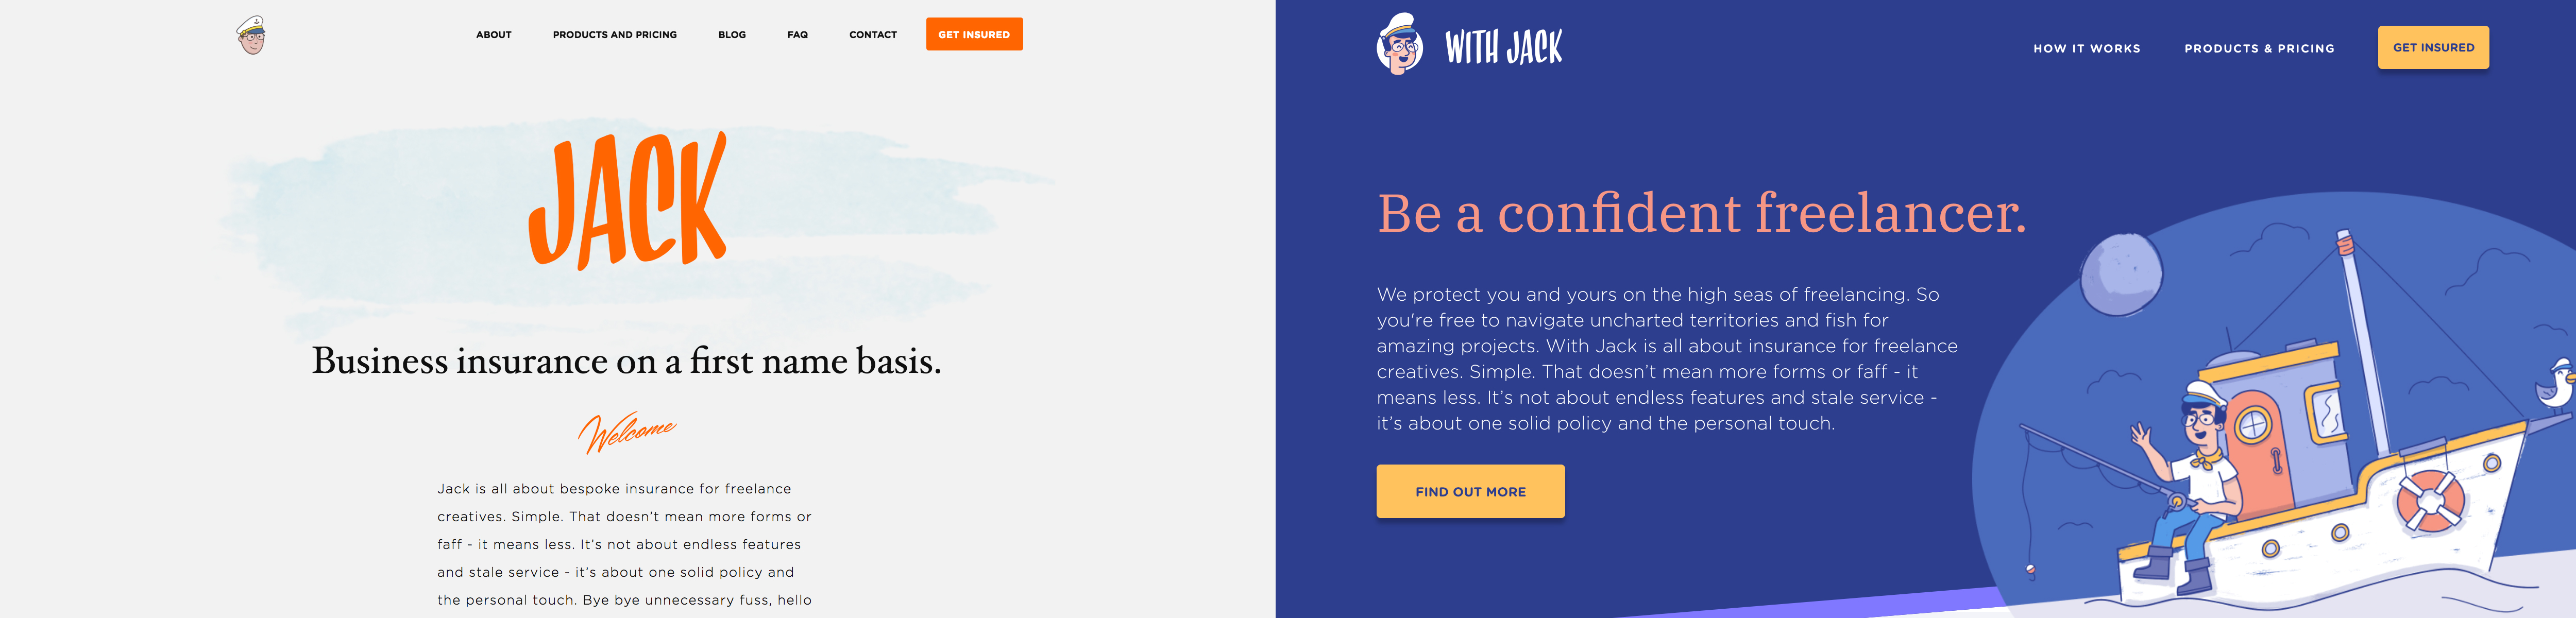 ABOUT
PRODUCTS AND PRICING
BLOG
FAQ
CONTACT
GET INSURED
JACK
Business insurance on a first name basis.
Welcome
Jack is all about bespoke insurance for freelance
creatives. Simple. That doesn’t mean more forms or
faff - it means less. It’s not about endless features
and stale service - it’s about one solid policy and
the personal touch. Bye bye unnecessary fuss, hello
WITH JACK
HOW IT WORKS
PRODUCTS & PRICING
GET INSURED
Be a confident freelancer.
We protect you and yours on the high seas of freelancing. So
you're free to navigate uncharted territories and fish for
amazing projects. With Jack is all about insurance for freelance
creatives. Simple. That doesn’t mean more forms or faff - it
means less. It’s not about endless features and stale service -
it’s about one solid policy and the personal touch.
FIND OUT MORE